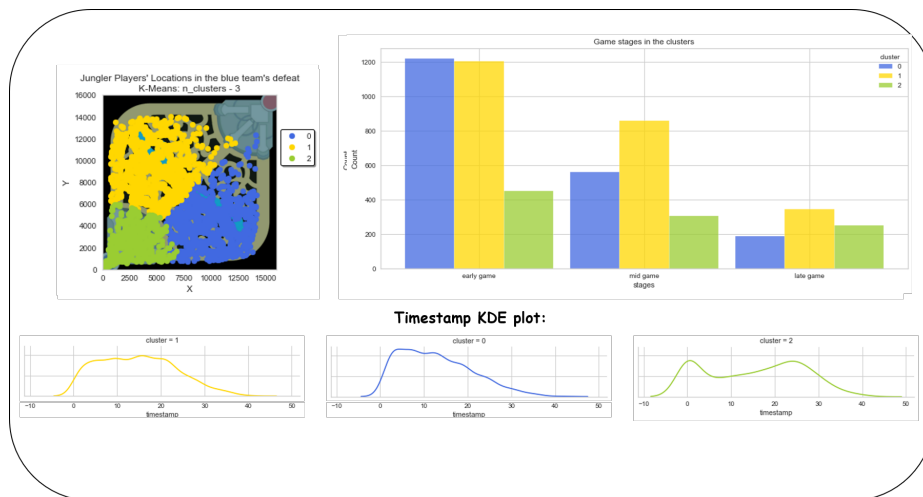 Jungler Players' Locations in the blue team's defeat
K-Means: n_clusters - 3
16000
14000
12000
10000
8000
6000
4000
2000
0
Y
0 2500 5000 7500 10000 12500 15000
X
0
1
2
Game stages in the clusters
1200
1000
800
600
400
200
0
Count
Count
cluster
0
1
2
early game mid game late game
stages
Timestamp KDE plot:
cluster = 1
−10 0 10 20 30 40 50
timestamp
cluster = 0
−10 0 10 20 30 40 50
timestamp
cluster = 2
−10 0 10 20 30 40 50
timestamp